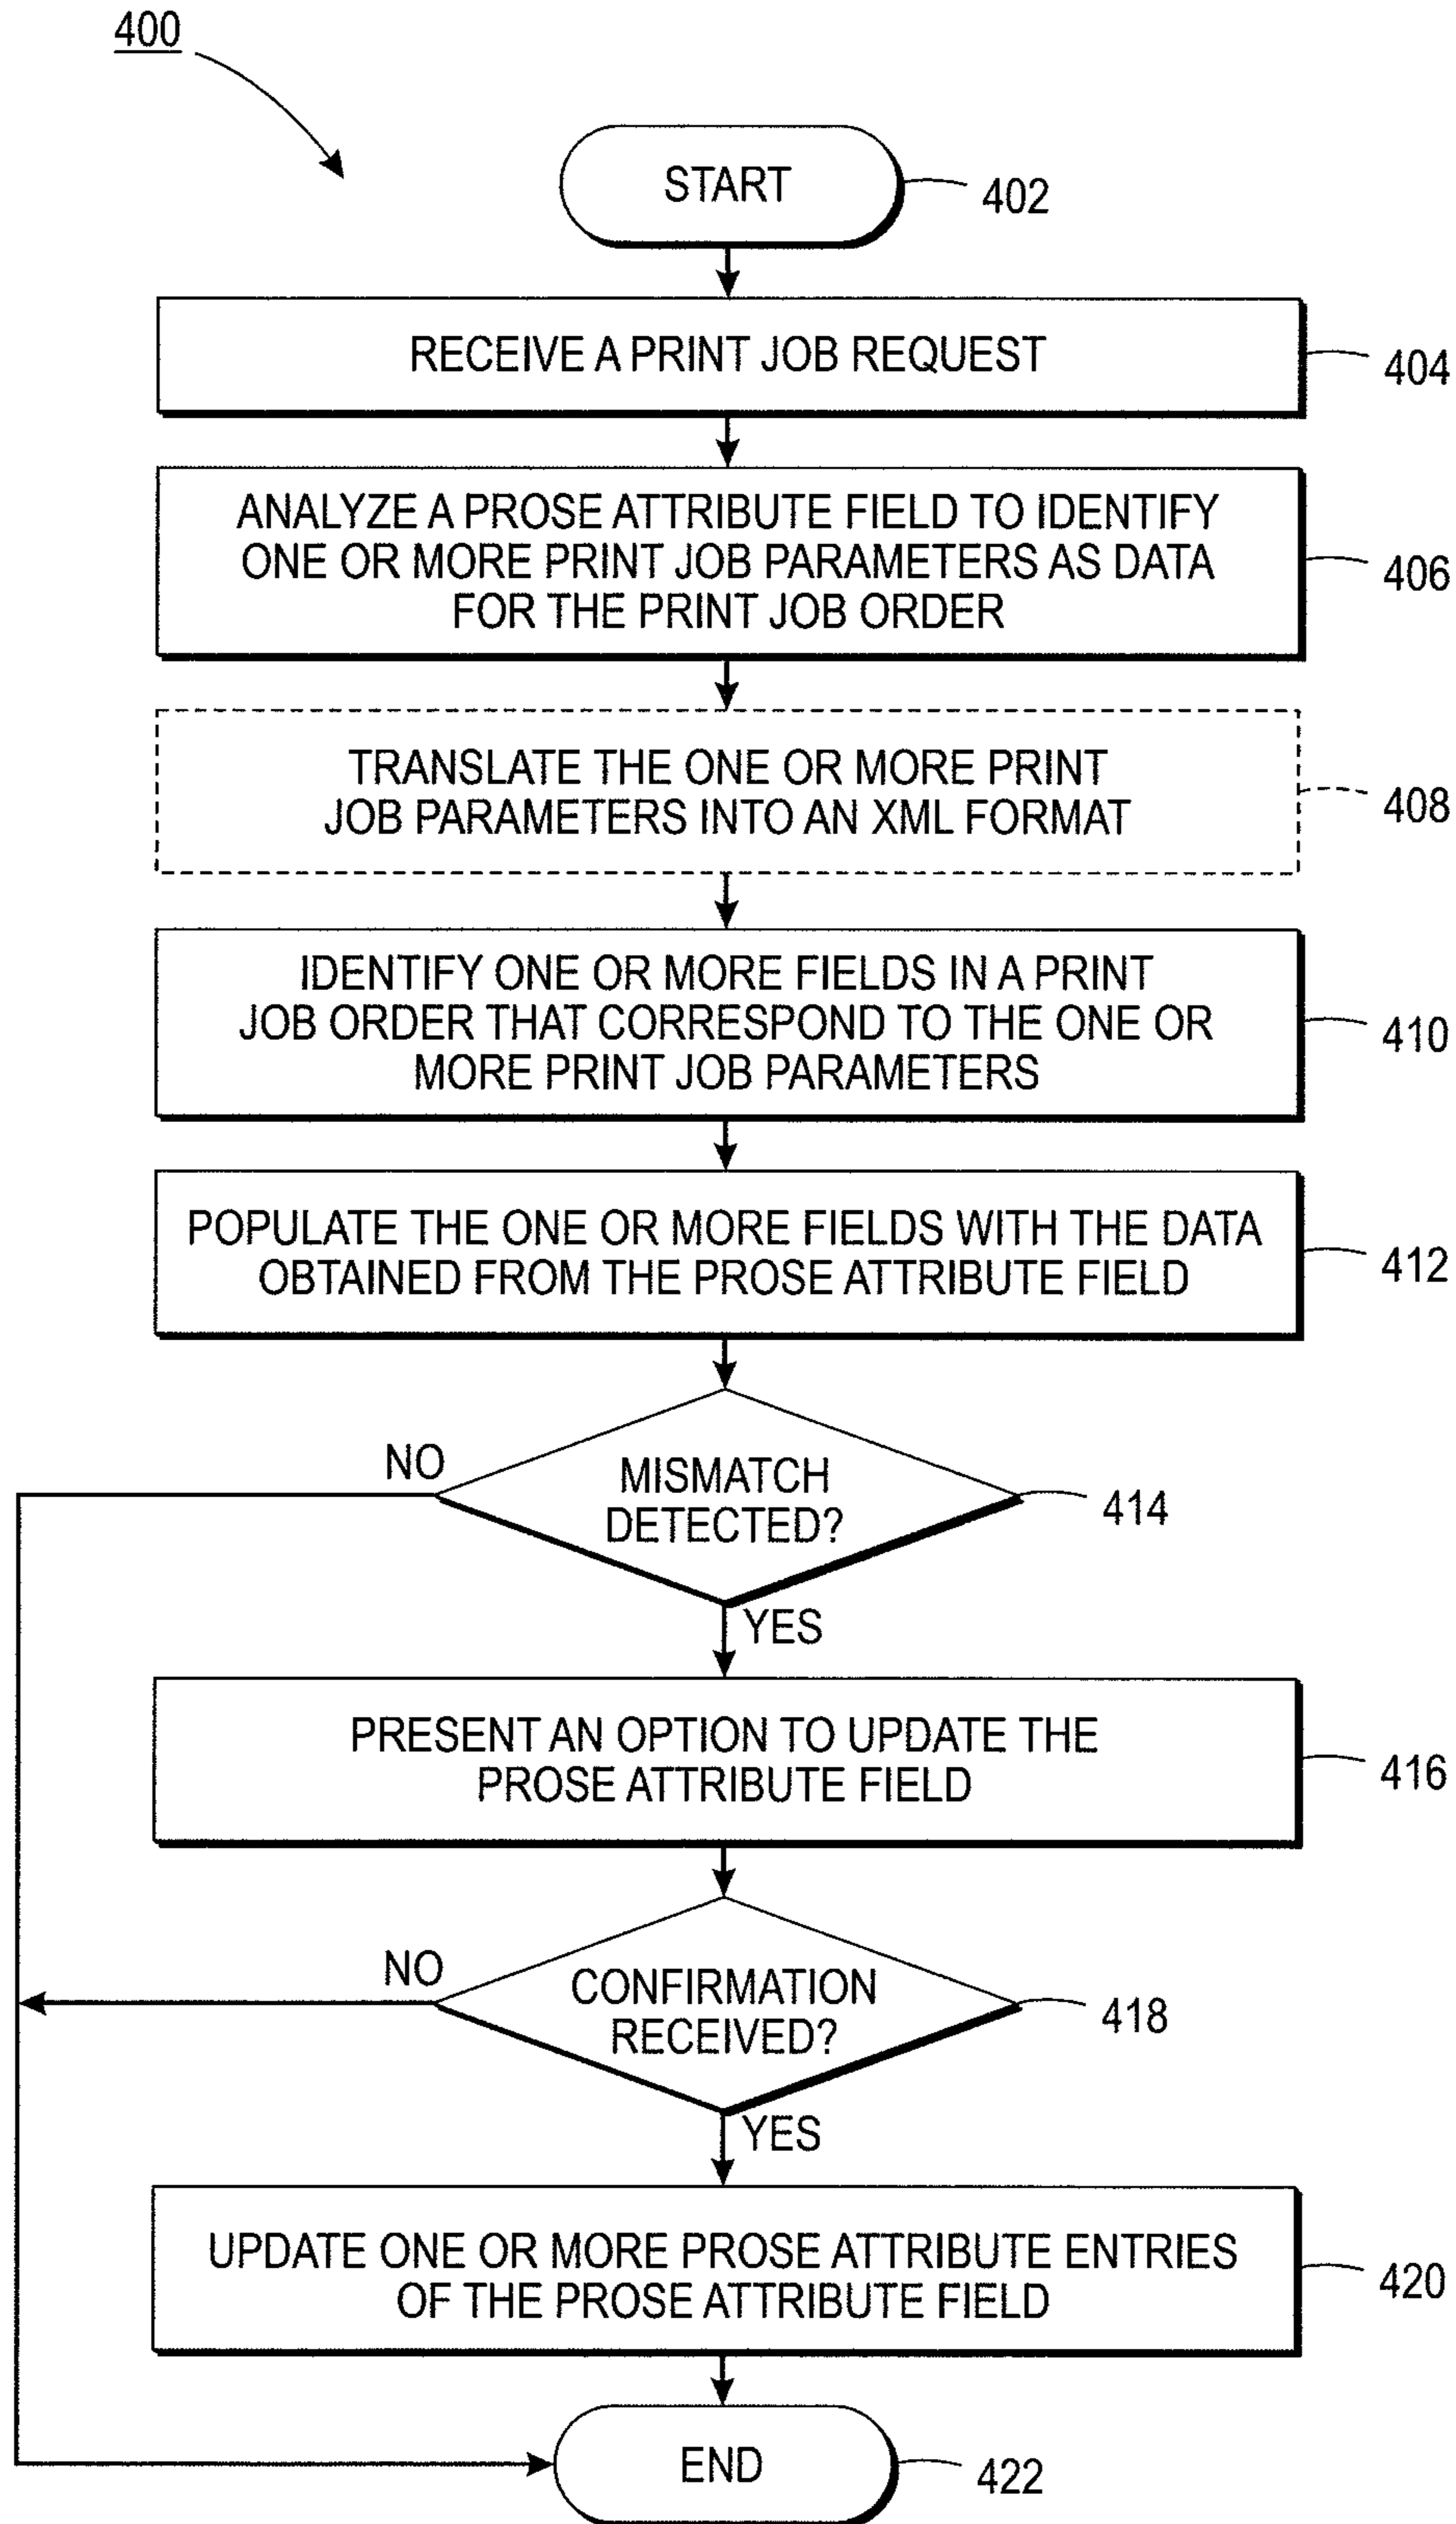 400
START
402
RECEIVE A PRINT JOB REQUEST
404
ANALYZE A PROSE ATTRIBUTE FIELD TO IDENTIFY
ONE OR MORE PRINT JOB PARAMETERS AS DATA
FOR THE PRINT JOB ORDER
406
TRANSLATE THE ONE OR MORE PRINT
JOB PARAMETERS INTO AN XML FORMAT
408
IDENTIFY ONE OR MORE FIELDS IN A PRINT
JOB ORDER THAT CORRESPOND TO THE ONE OR
MORE PRINT JOB PARAMETERS
410
POPULATE THE ONE OR MORE FIELDS WITH THE DATA
OBTAINED FROM THE PROSE ATTRIBUTE FIELD
412
NO
MISMATCH
DETECTED?
414
YES
PRESENT AN OPTION TO UPDATE THE
PROSE ATTRIBUTE FIELD
416
NO
CONFIRMATION
RECEIVED?
418
YES
UPDATE ONE OR MORE PROSE ATTRIBUTE ENTRIES
OF THE PROSE ATTRIBUTE FIELD
420
END
422